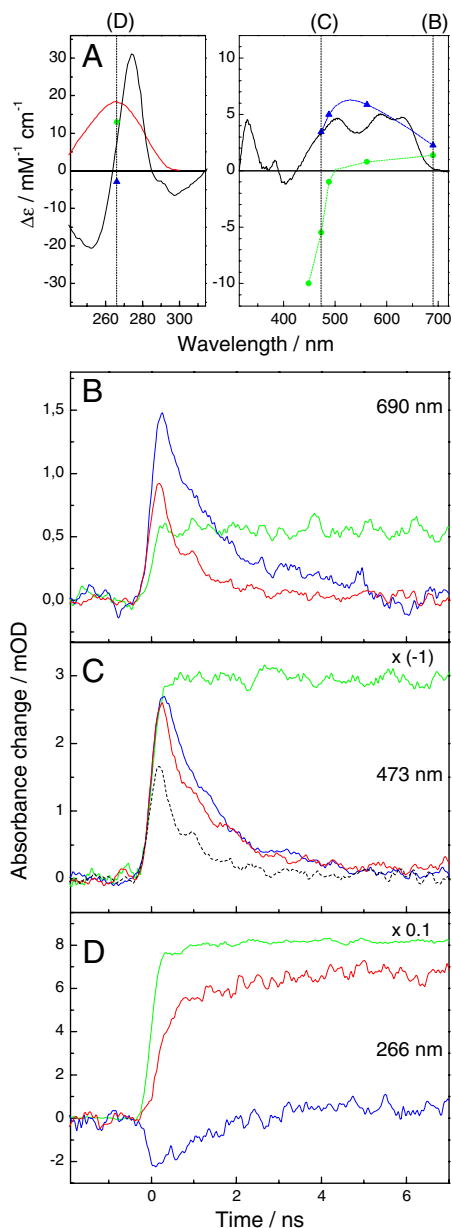 (D) (C) (B)
A
Δε / mM⁻¹ cm⁻¹
30
20
10
0
-10
-20
-30
10
5
0
-5
-10
260 280 300 400 500 600 700
Wavelength / nm
B
690 nm
1,5
1,0
0,5
0,0
C
x (-1)
473 nm
3
2
1
0
Absorbance change / mOD
D
x 0.1
266 nm
8
6
4
2
0
-2
0 2 4 6
Time / ns